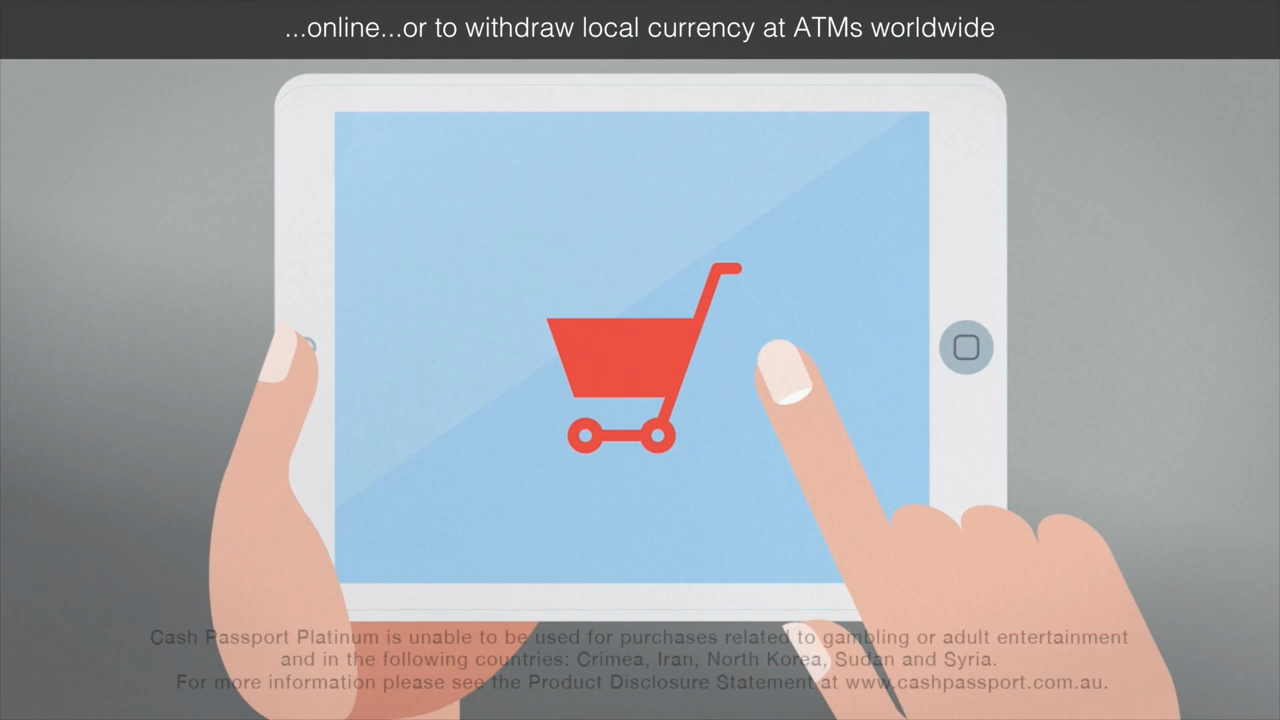 ...online...or to withdraw local currency at ATMs worldwide
Cash Passport Platinum is unable to be used for purchases related to gambling or adult entertainment
and in the following countries: Crimea, Iran, North Korea, Sudan and Syria.
For more information please see the Product Disclosure Statement at www.cashpassport.com.au.